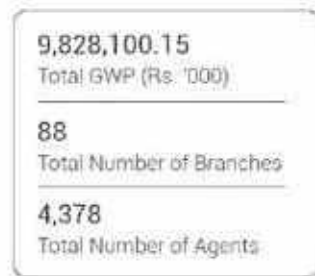 9,828,100.15
Total GWP (Rs. '000)
88
Total Number of Branches
4,378
Total Number of Agents